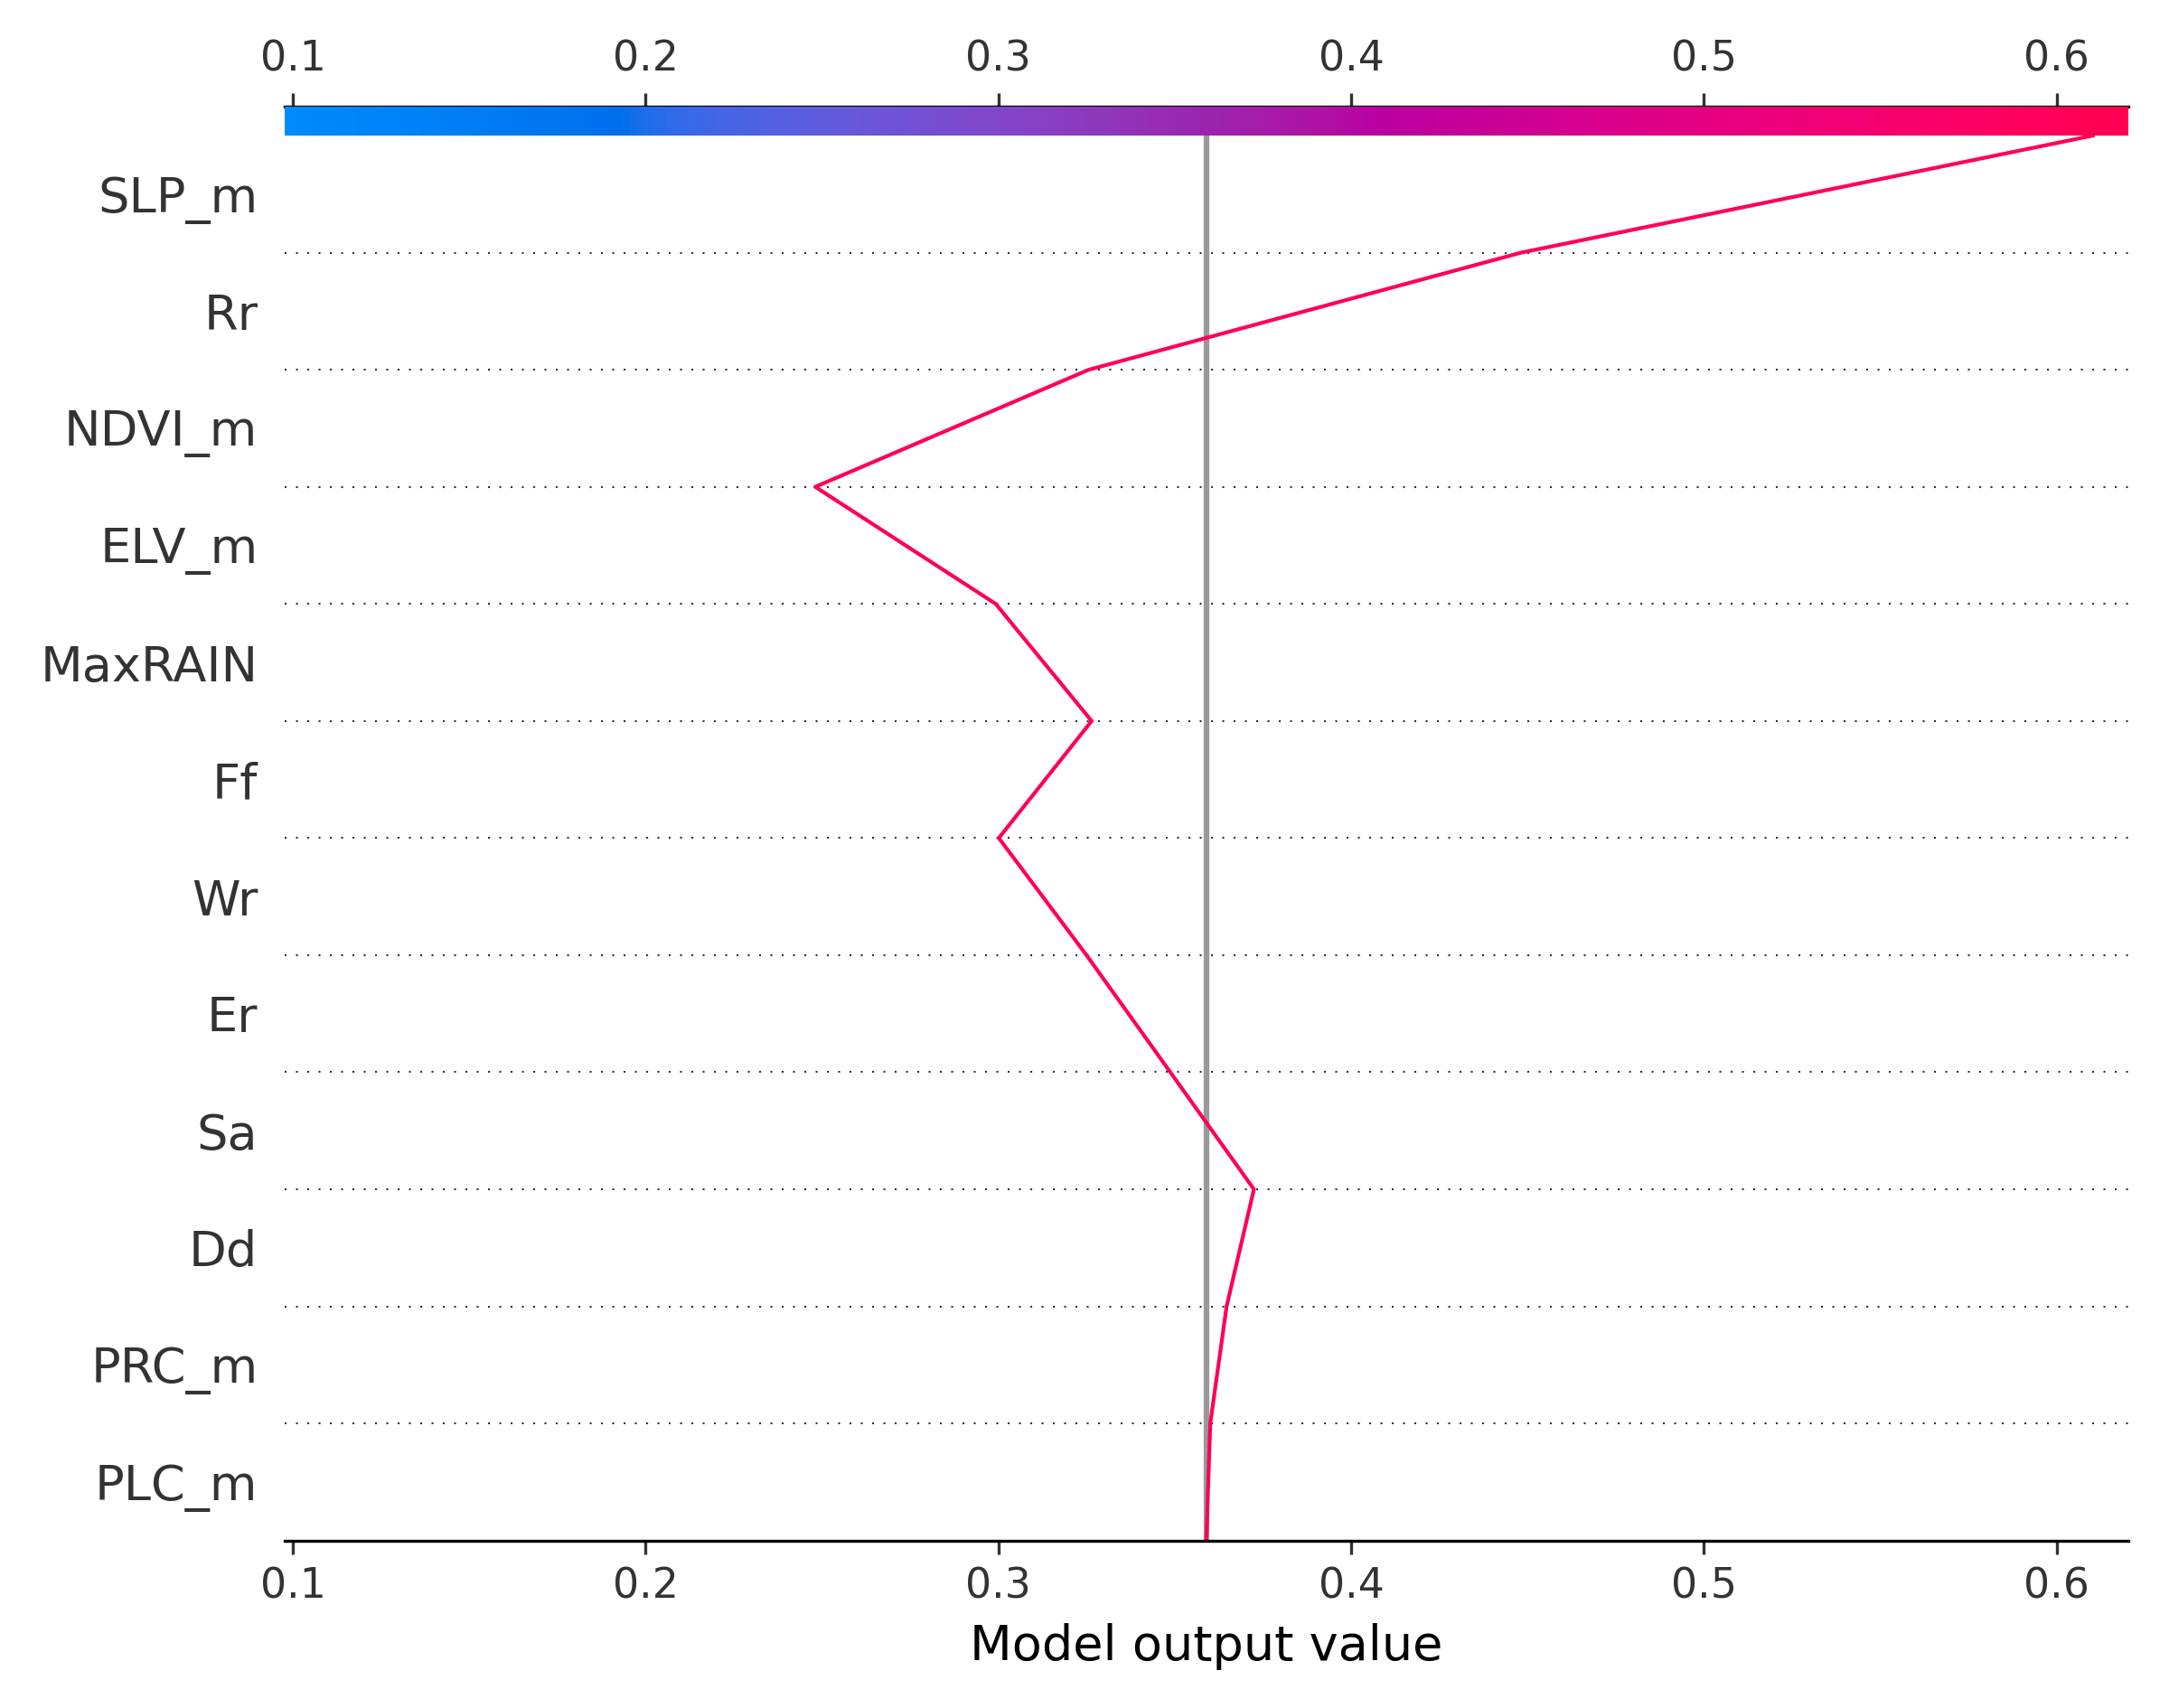 0.1 0.2 0.3 0.4 0.5 0.6
SLP_m
Rr
NDVI_m
ELV_m
MaxRAIN
Ff
Wr
Er
Sa
Dd
PRC_m
PLC_m
0.1 0.2 0.3 0.4 0.5 0.6
Model output value